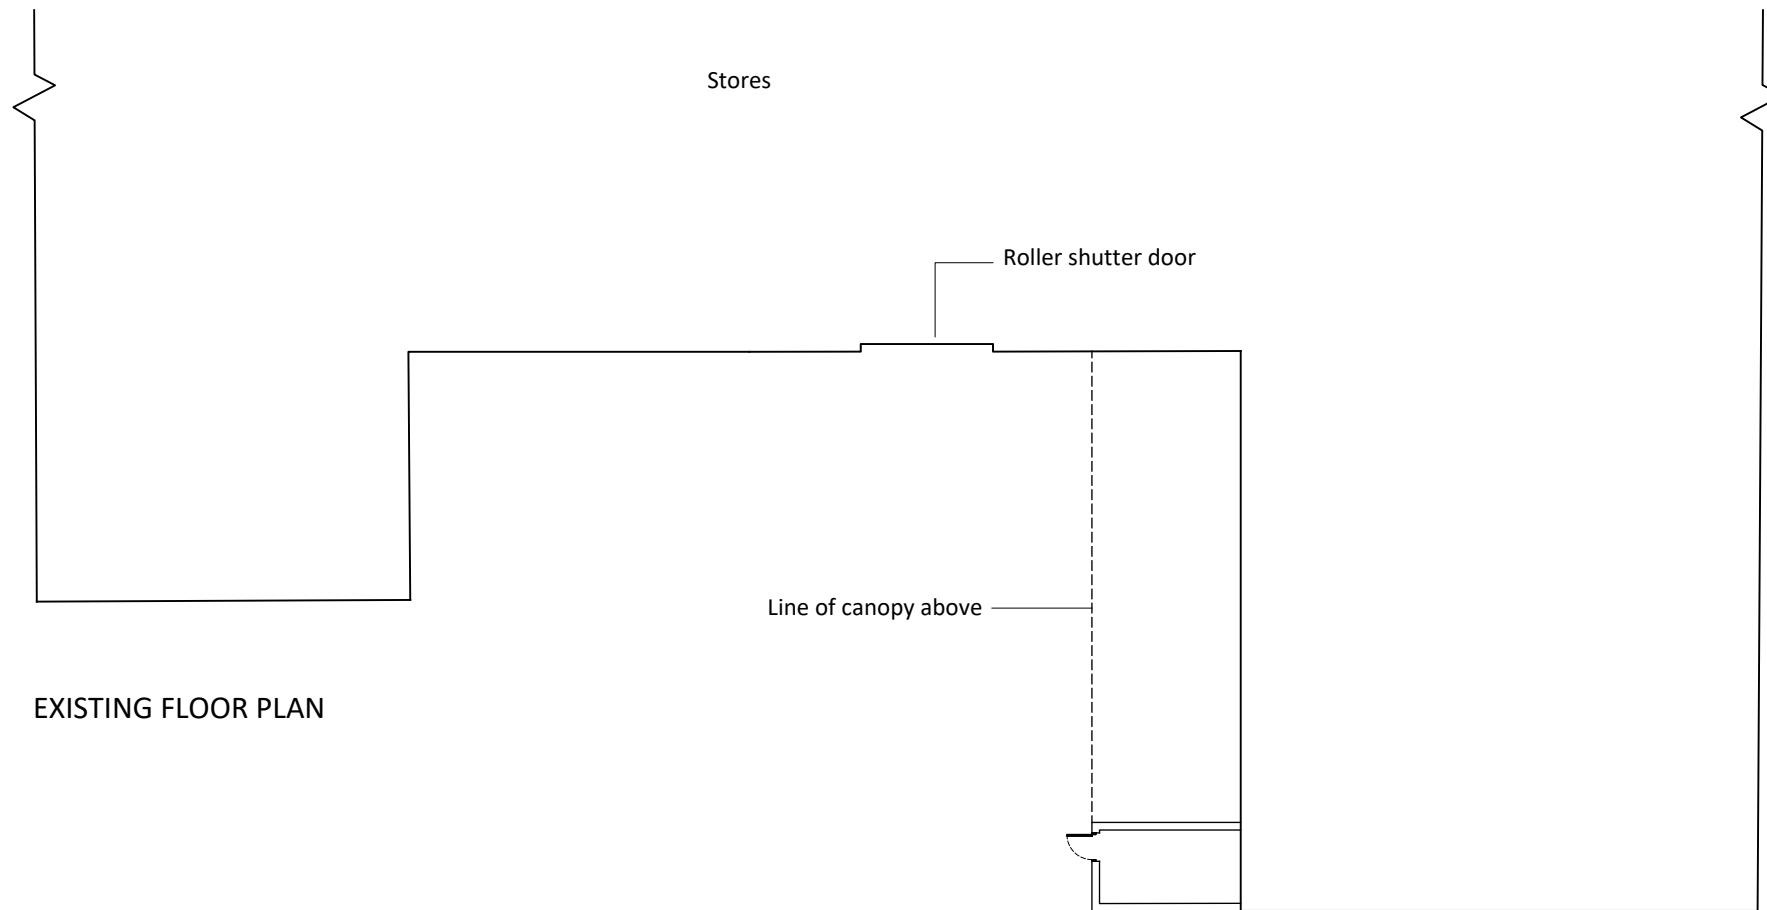 Stores
Roller shutter door
Line of canopy above
EXISTING FLOOR PLAN